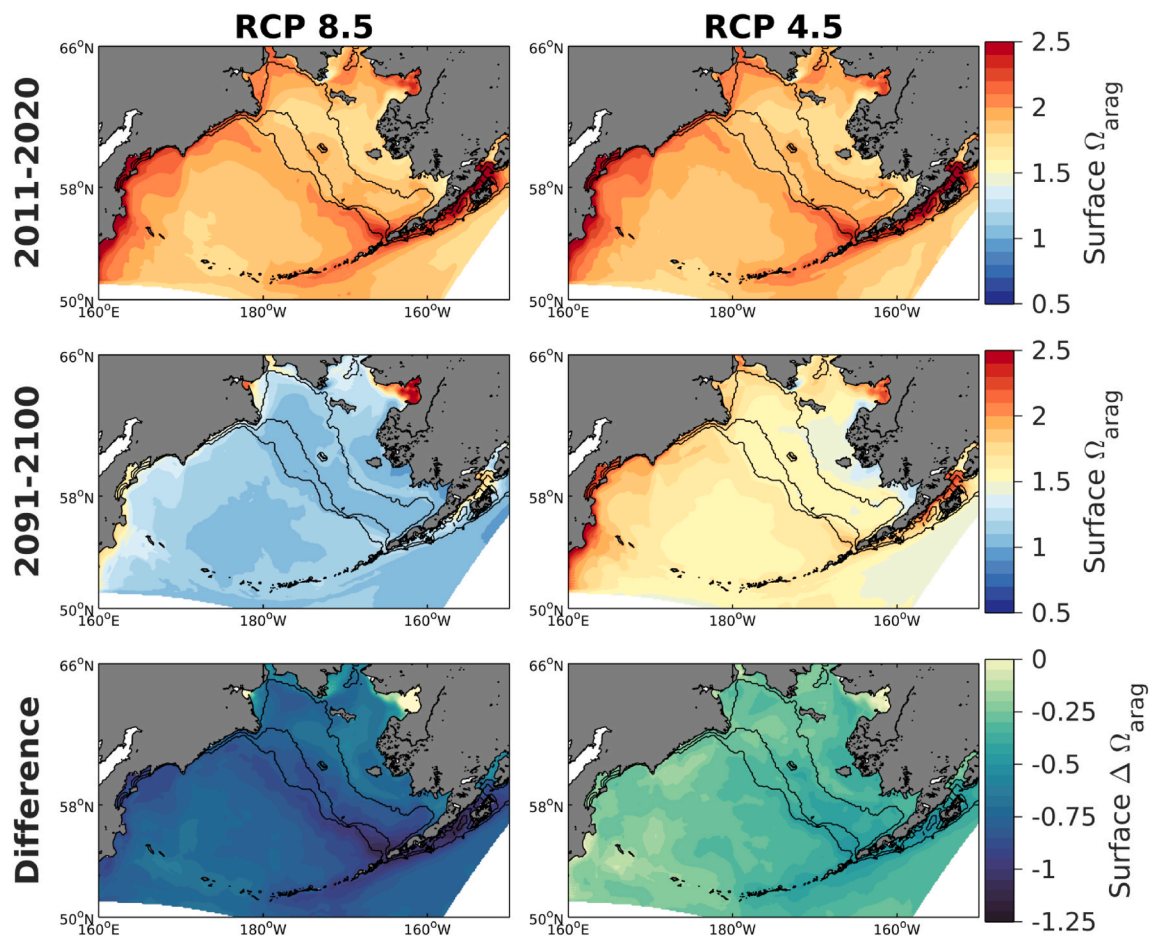 RCP 8.5 RCP 4.5
2011-2020
66°N
58°N
50°N
160°E 180°W 160°W
66°N
58°N
50°N
160°E 180°W 160°W
2.5
2
1.5
1
0.5
Surface Ωarag
2091-2100
66°N
58°N
50°N
160°E 180°W 160°W
66°N
58°N
50°N
160°E 180°W 160°W
2.5
2
1.5
1
0.5
Surface Ωarag
Difference
66°N
58°N
50°N
160°E 180°W 160°W
66°N
58°N
50°N
160°E 180°W 160°W
0
-0.25
-0.5
-0.75
-1
-1.25
Surface Δ Ωarag